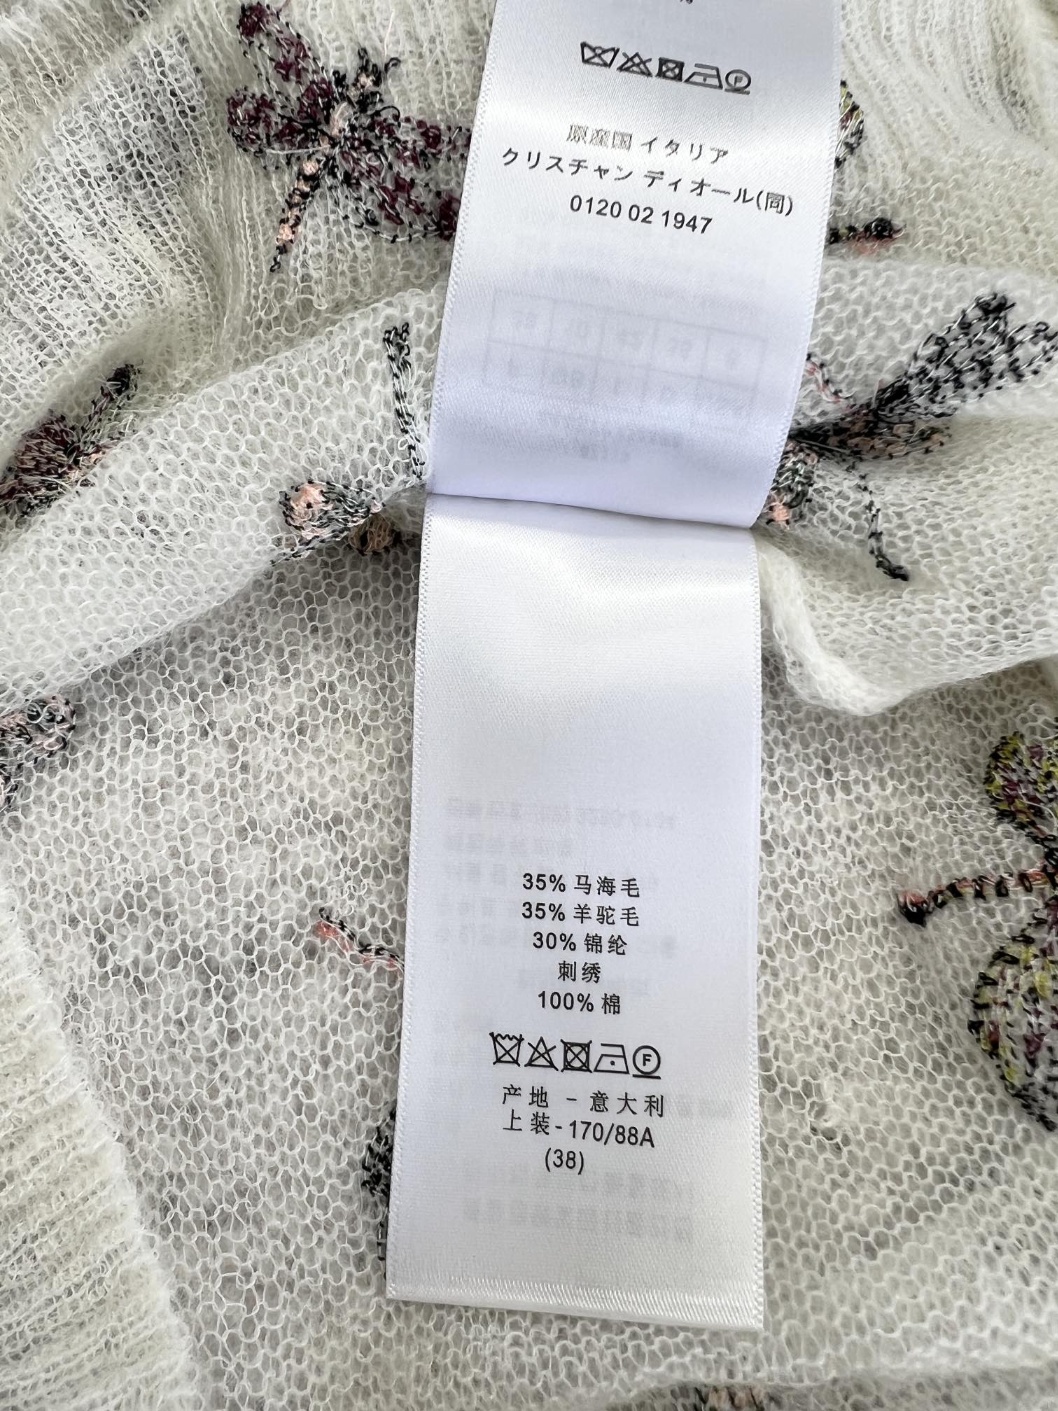 原産国 イタリア
クリスチャン ディオール(同)
0120 02 1947
35% 马海毛
35% 羊驼毛
30% 锦纶
刺绣
100% 棉
F
产地 - 意大利
上装-170/88A
(38)